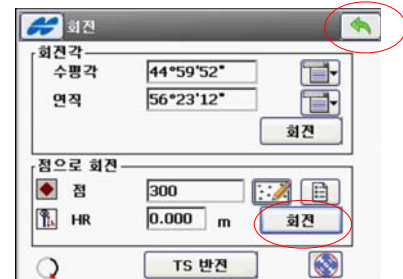 회전
회전각
수평각 44°59'52"
연직 56°23'12"
회전
점으로 회전
점 300
HR 0.000 m 회전
TS 반전